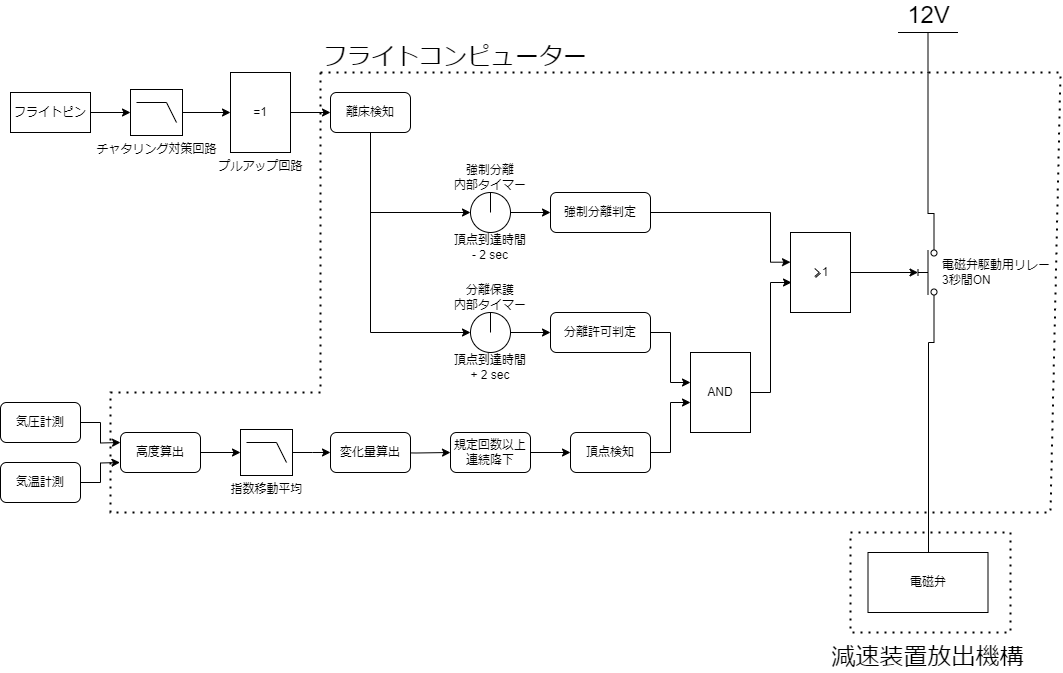 12V
フライトコンピューター
フライトピン
チャタリング対策回路
=1
プルアップ回路
離床検知
強制分離
内部タイマー
頂点到達時間
- 2 sec
強制分離判定
分離保護
内部タイマー
頂点到達時間
+ 2 sec
分離許可判定
≧1
電磁弁駆動用リレー
3秒間ON
AND
気圧計測
気温計測
高度算出
指数移動平均
変化量算出
規定回数以上
連続降下
頂点検知
電磁弁
減速装置放出機構